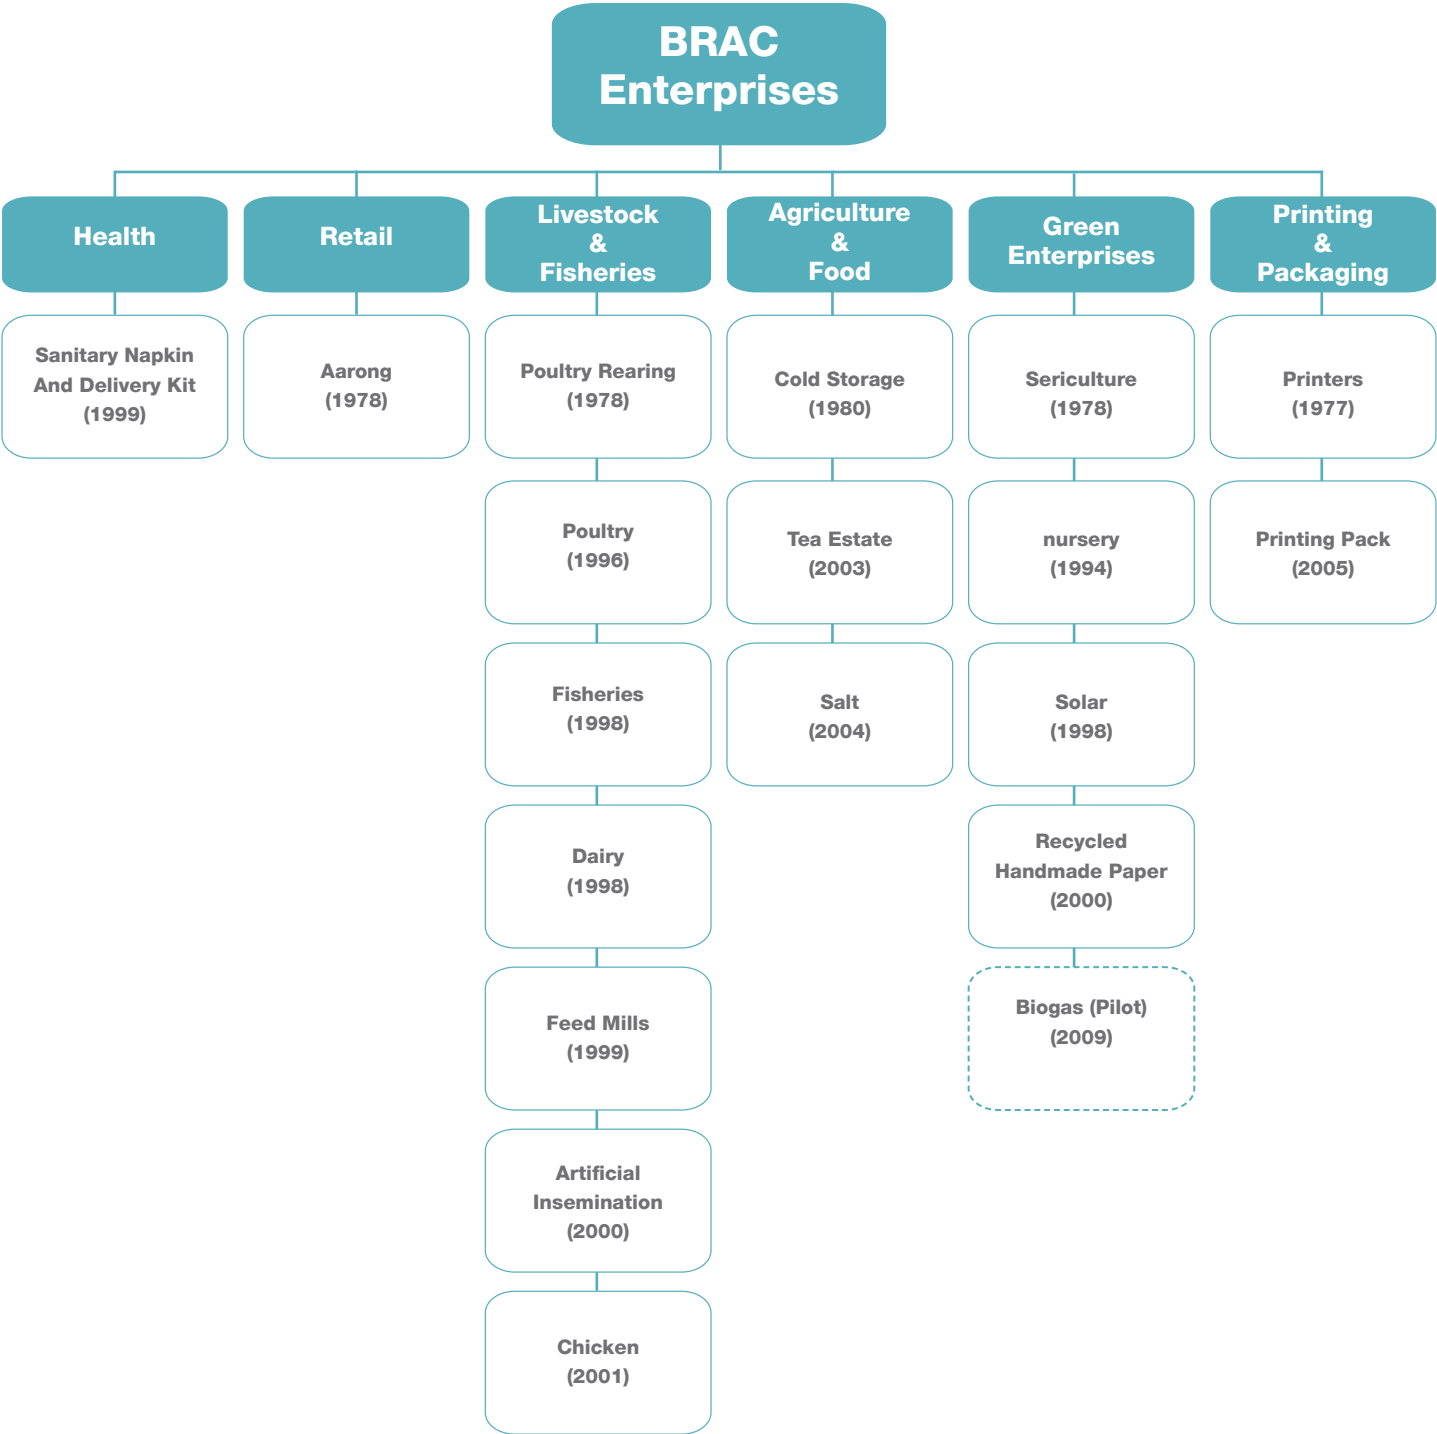 BRAC
Enterprises
Health
Retail
Livestock
&
Fisheries
Agriculture
&
Food
Green
Enterprises
Printing
&
Packaging
Sanitary Napkin
And Delivery Kit
(1999)
Aarong
(1978)
Poultry Rearing
(1978)
Cold Storage
(1980)
Sericulture
(1978)
Printers
(1977)
Poultry
(1996)
Tea Estate
(2003)
nursery
(1994)
Printing Pack
(2005)
Fisheries
(1998)
Salt
(2004)
Solar
(1998)
Dairy
(1998)
Recycled
Handmade Paper
(2000)
Feed Mills
(1999)
Biogas (Pilot)
(2009)
Artificial
Insemination
(2000)
Chicken
(2001)